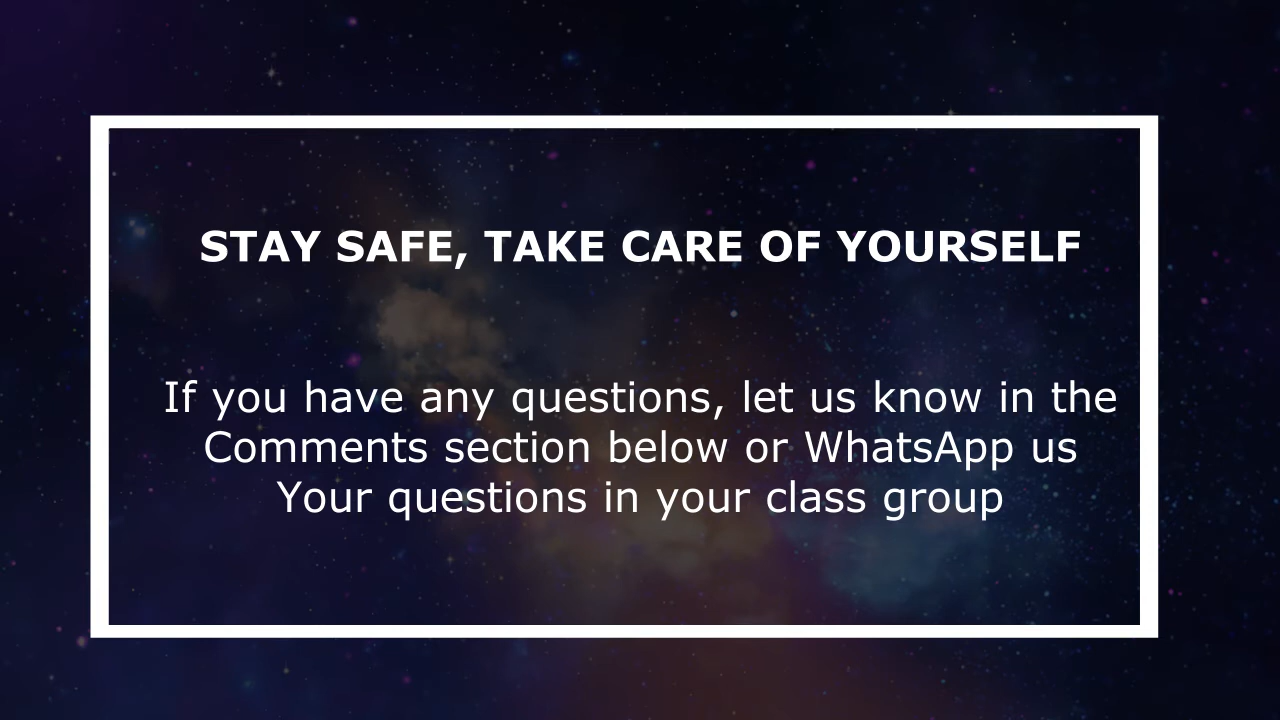 STAY SAFE, TAKE CARE OF YOURSELF
If you have any questions, let us know in the
Comments section below or WhatsApp us
Your questions in your class group